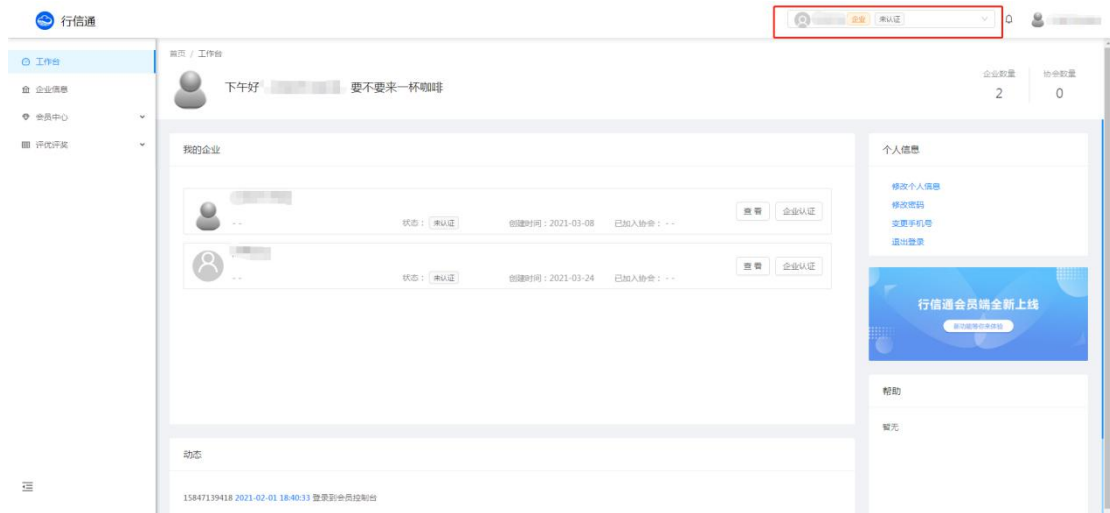 行信通
企业 未认证
工作台
企业信息
会员中心
评优评奖
首页 / 工作台
下午好 要不要来一杯咖啡
企业数量 协会数量
2 0
我的企业
- - 状态： 未认证 创建时间：2021-03-08 已加入协会：- - 查看 企业认证
- - 状态： 未认证 创建时间：2021-03-24 已加入协会：- - 查看 企业认证
个人信息
修改个人信息
修改密码
变更手机号
退出登录
行信通会员端全新上线
新功能等你来体验
帮助
暂无
动态
15847139418 2021-02-01 18:40:33 登录到会员控制台